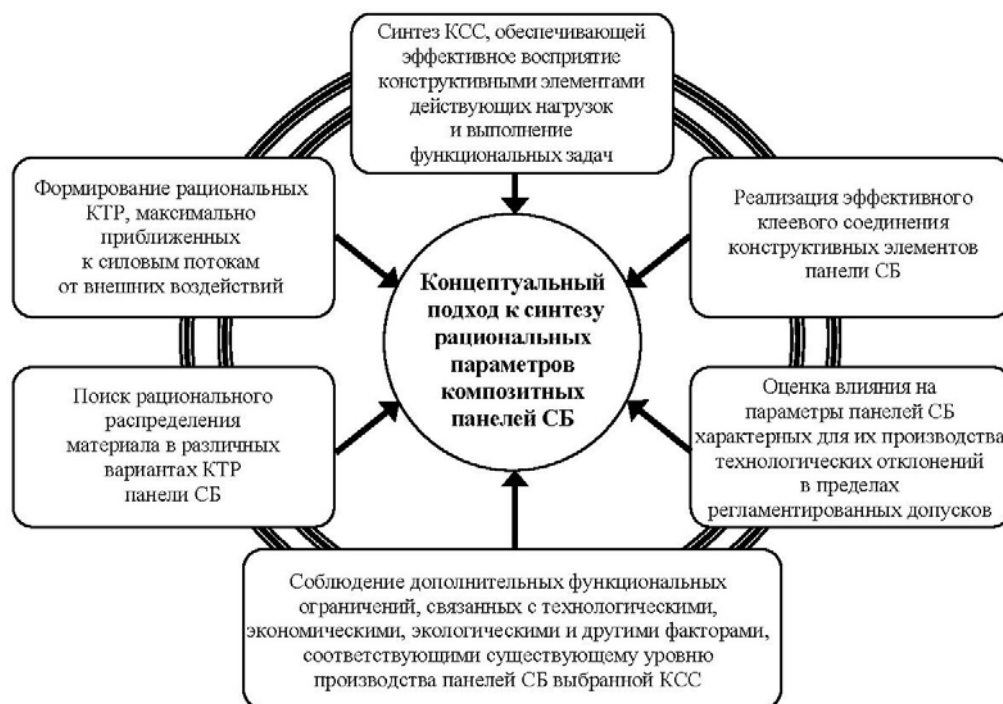 Синтез КСС, обеспечивающей
эффективное восприятие
конструктивными элементами
действующих нагрузок
и выполнение
функциональных задач
Формирование рациональных
КТР, максимально
приближенных
к силовым потокам
от внешних воздействий
Реализация эффективного
клеевого соединения
конструктивных элементов
панели СБ
Концептуальный
подход к синтезу
рациональных
параметров
композитных
панелей СБ
Поиск рационального
распределения
материала в различных
вариантах КТР
панели СБ
Оценка влияния на
параметры панелей СБ
характерных для их производства
технологических отклонений
в пределах
регламентированных допусков
Соблюдение дополнительных функциональных
ограничений, связанных с технологическими,
экономическими, экологическими и другими факторами,
соответствующими существующему уровню
производства панелей СБ выбранной КСС